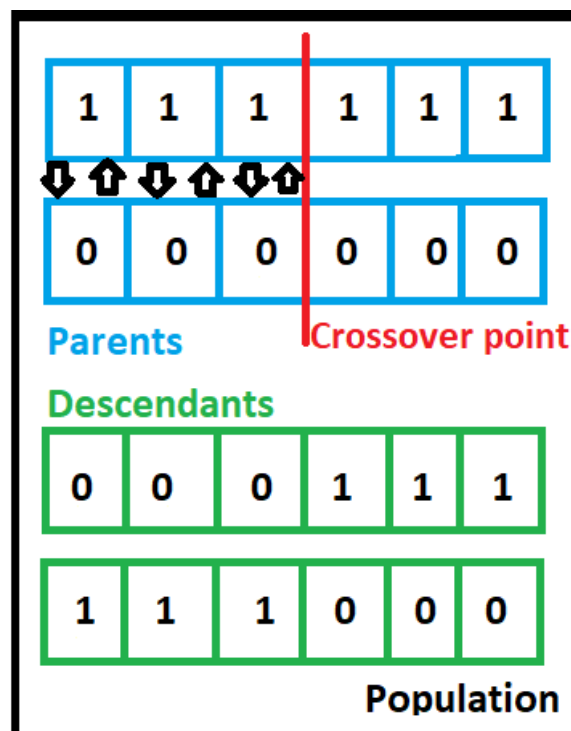 1 1 1 1 1 1
0 0 0 0 0 0
Parents
Crossover point
Descendants
0 0 0 1 1 1
1 1 1 0 0 0
Population